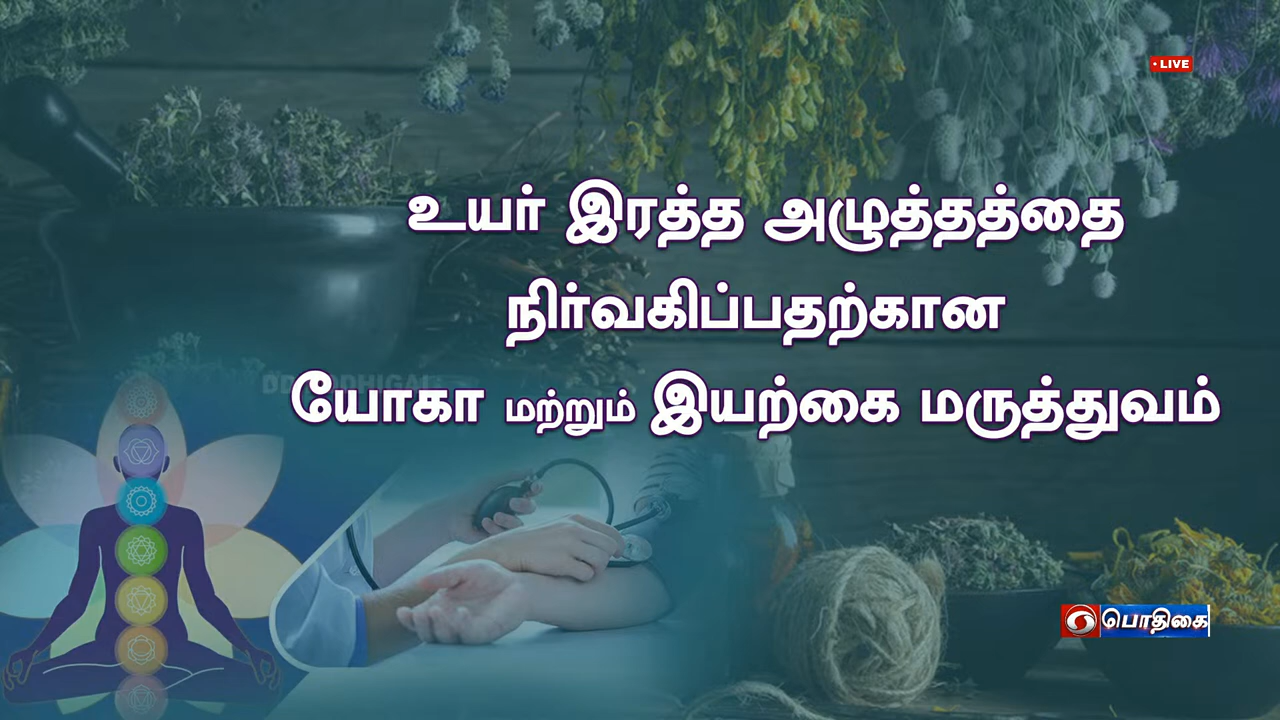 LIVE
உயர் இரத்த அழுத்தத்தை
நிர்வகிப்பதற்கான
யோகா மற்றும் இயற்கை மருத்துவம்
பொதிகை